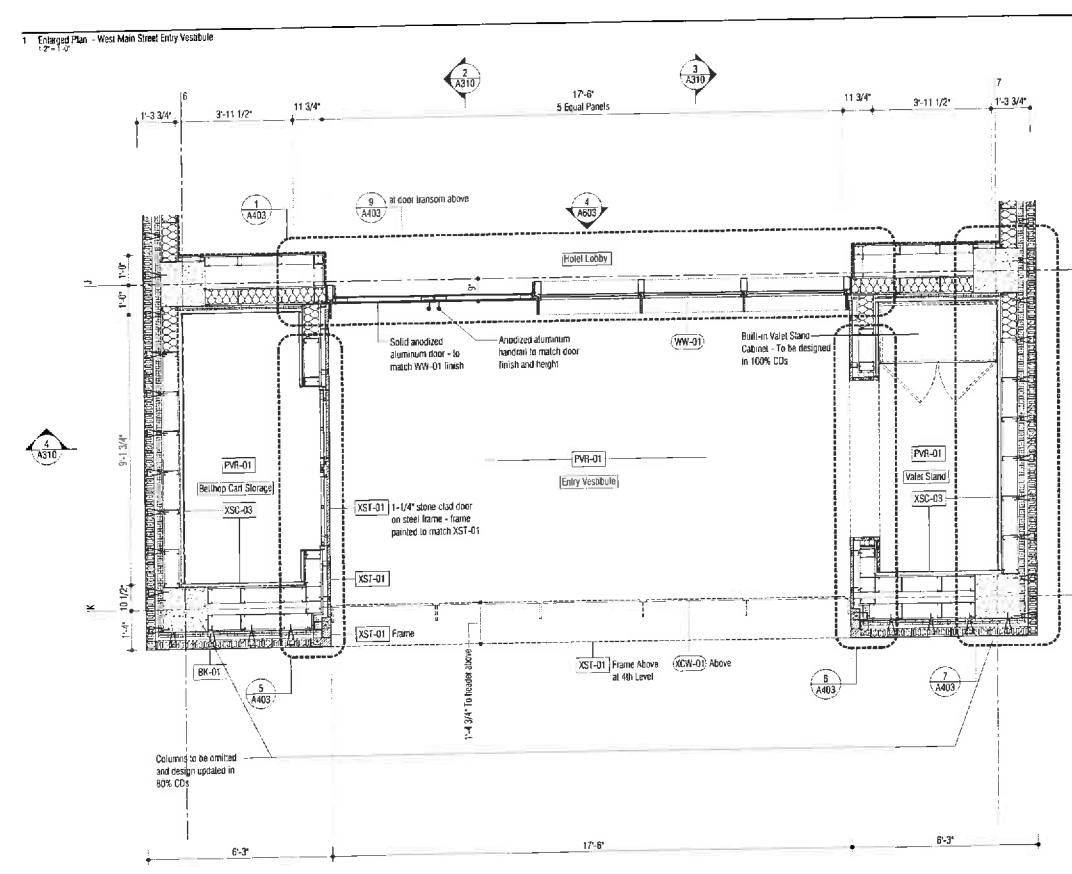 1 Enlarged Plan - West Main Street Entry Vestibule
1'-2" = 1'-0"
2
A310
3
A310
6
7
17'-6"
5 Equal Panels
1'-3 3/4"
3'-11 1/2"
11 3/4"
11 3/4"
3'-11 1/2"
1'-3 3/4"
1
A403
9
A403
at door transom above
4
A603
Hotel Lobby
1'-0"
J
1'-0"
9"
Solid anodized
aluminum door - to
match WW-01 finish
Anodized aluminum
handrail to match door
finish and height
WW-01
Built-in Valet Stand
Cabinet - To be designed
in 100% CDs
4
A310
9'-1 3/4"
PVR-01
Bellhop Cart Storage
XSC-03
PVR-01
Entry Vestibule
PVR-01
Valet Stand
XSC-03
XST-01
1-1/4" stone clad door
on steel frame - frame
painted to match XST-01
XST-01
10 1/2"
K
1'-4"
XST-01 Frame
BK-01
5
A403
1'-4 3/4" To header above
XST-01 Frame Above
at 4th Level
XCW-01 Above
6
A403
7
A403
Columns to be omitted
and design updated in
80% CDs
6'-3"
17'-6"
6'-3"